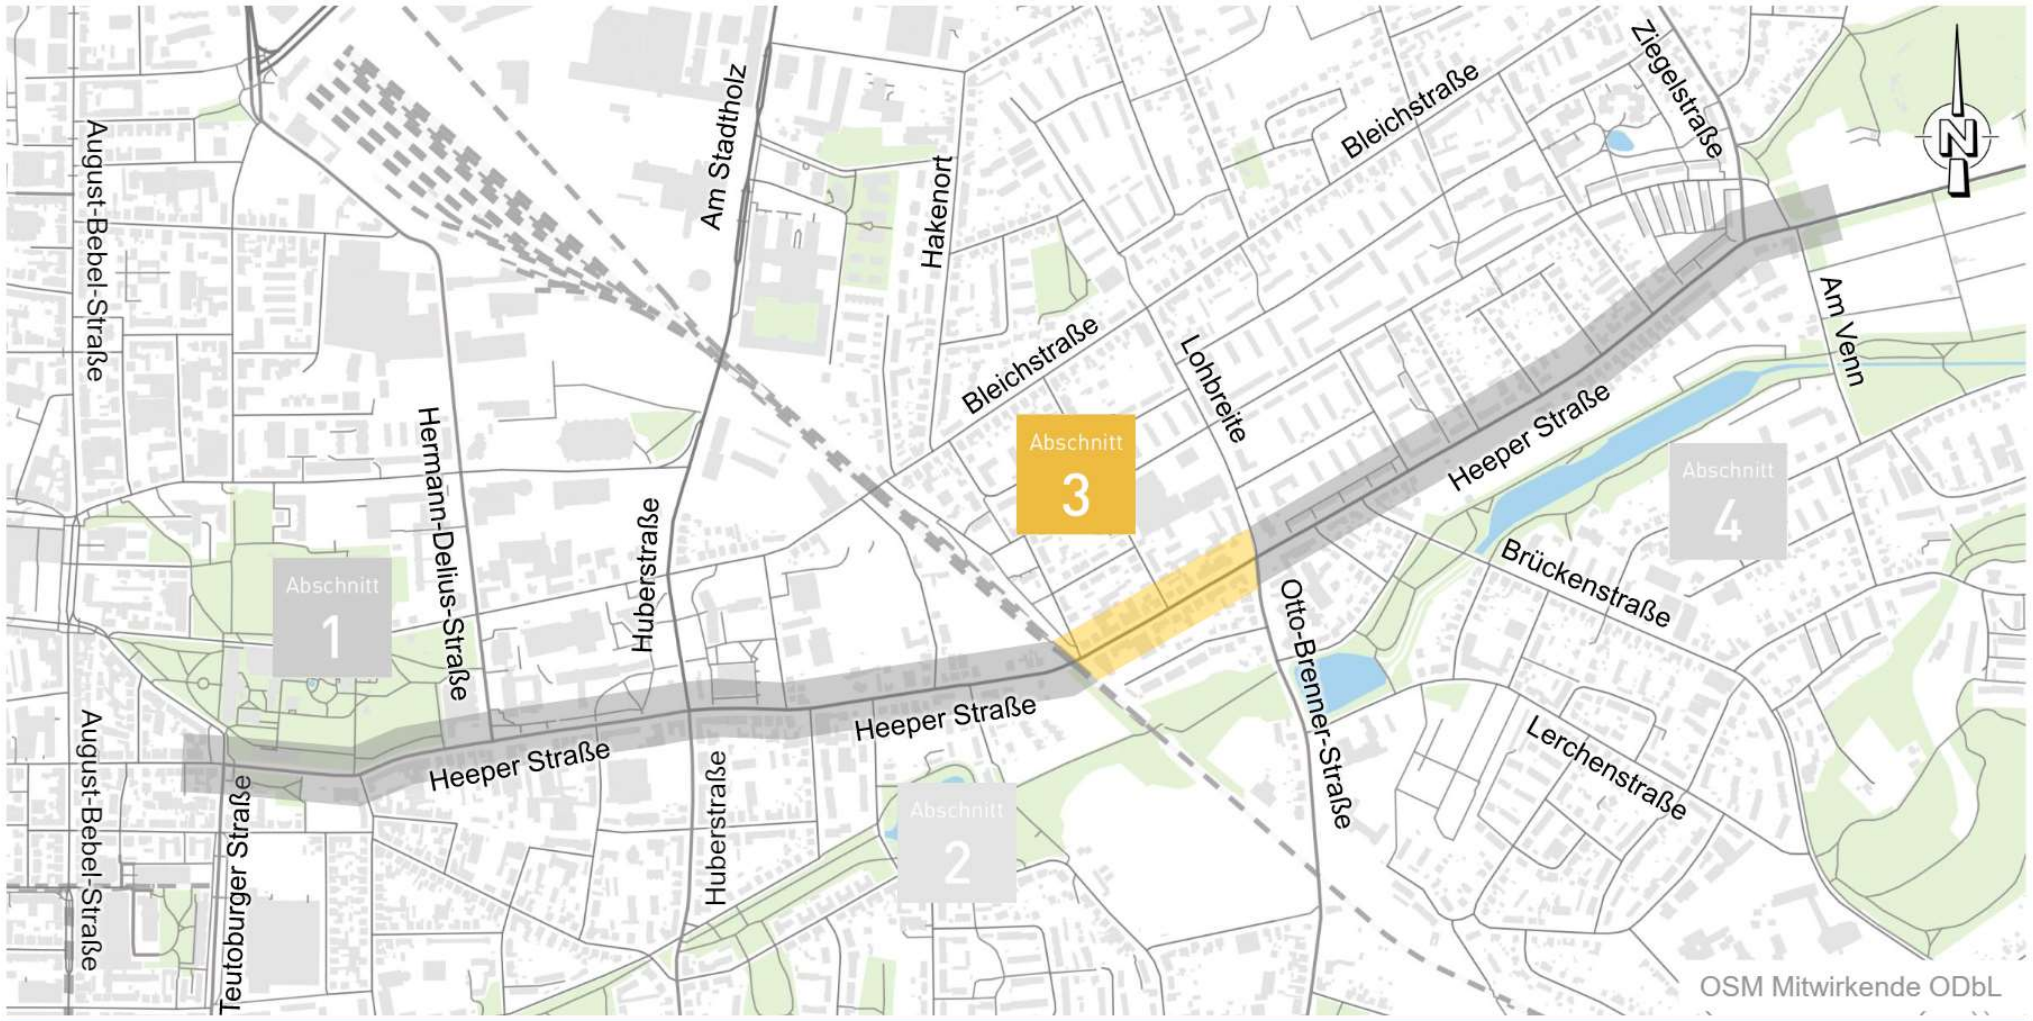 Ziegelstraße
Bleichstraße
Am Stadtholz
August-Bebel-Straße
N
Hakenort
Am Venn
Bleichstraße
Lohbreite
Heeper Straße
Hermann-Delius-Straße
Abschnitt
3
Abschnitt
4
Huberstraße
Brückenstraße
Abschnitt
1
Otto-Brenner-Straße
Heeper Straße
Lerchenstraße
August-Bebel-Straße
Heeper Straße
Huberstraße
Teutoburger Straße
Abschnitt
2
OSM Mitwirkende ODbL